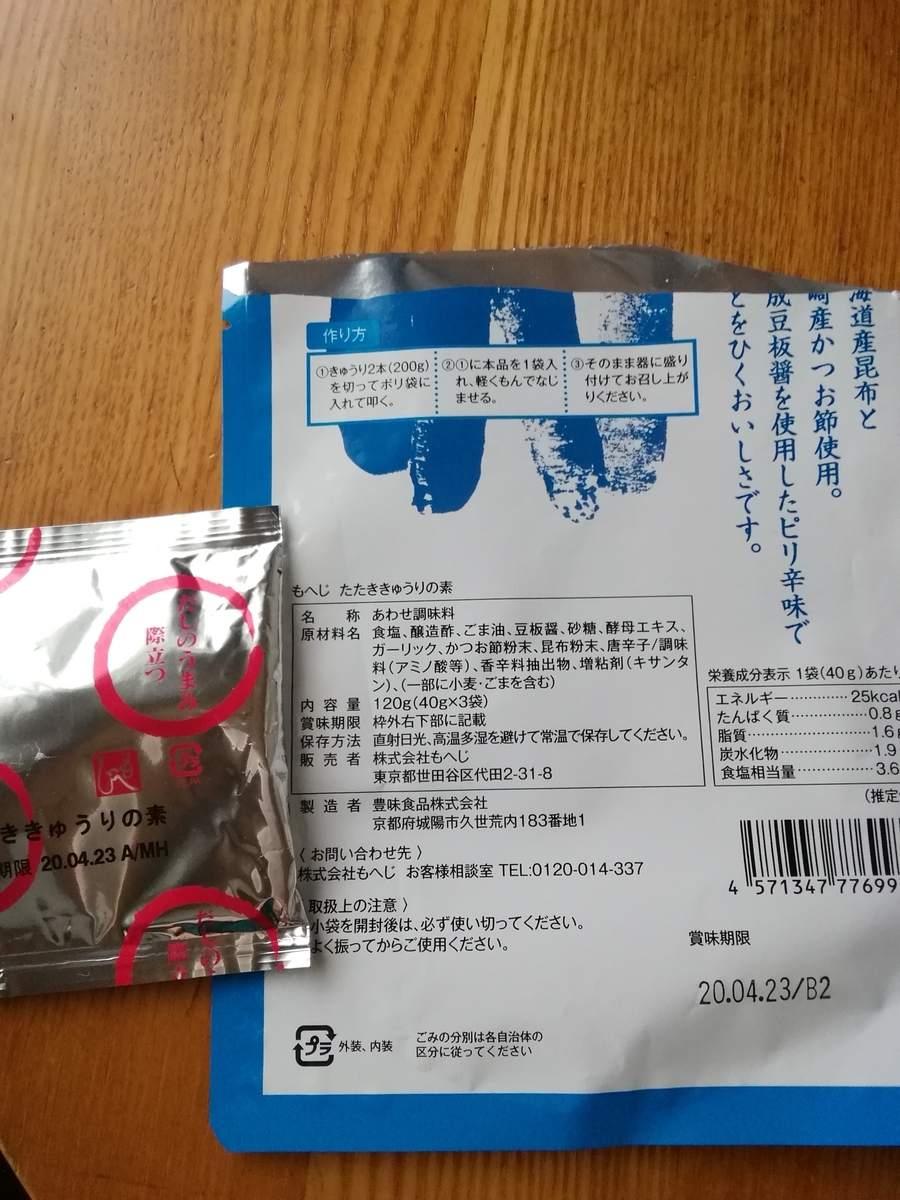 海道産昆布と
崎産かつお節使用。
成豆板醤を使用したピリ辛味で
とをひくおいしさです。
作り方
①きゅうり2本(200g)
を切ってポリ袋に
入れて叩く。
②①に本品を1袋入
れ、軽くもんでなじ
ませる。
③そのまま器に盛り
付けてお召し上が
りください。
もへじ たたききゅうりの素
名称 あわせ調味料
原材料名 食塩、醸造酢、ごま油、豆板醤、砂糖、酵母エキス、
ガーリック、かつお節粉末、昆布粉末、唐辛子/調味
料(アミノ酸等)、香辛料抽出物、増粘剤(キサンタ
ン)、(一部に小麦・ごまを含む)
内容量 120g(40g×3袋)
賞味期限 枠外右下部に記載
保存方法 直射日光、高温多湿を避けて常温で保存してください。
販売者 株式会社もへじ
東京都世田谷区代田2-31-8
製造者 豊味食品株式会社
京都府城陽市久世荒内183番地1
〈お問い合わせ先〉
株式会社もへじ お客様相談室 TEL:0120-014-337
取扱上の注意〉
小袋を開封後は、必ず使い切ってください。
よく振ってからご使用ください。
プラ 外装、内装
ごみの分別は各自治体の
区分に従ってください
栄養成分表示 1袋(40g)あたり
エネルギー…………25kcal
たんぱく質…………0.8g
脂質…………1.6g
炭水化物…………1.9
食塩相当量…………3.6
(推定
4 571347 77699
賞味期限
20.04.23/B2
だしのうまみ
際立つ
プラ
ききゅうりの素
期限 20.04.23 A/MH
だしの
際立